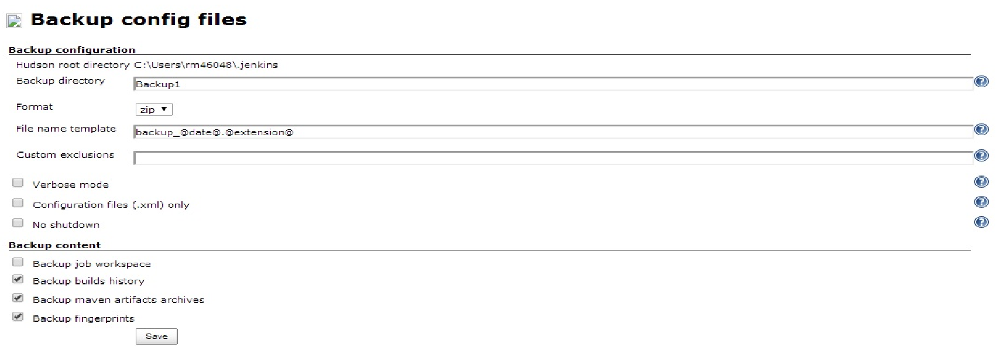 Backup config files
Backup configuration
Hudson root directory C:\Users\rm46048\.jenkins
Backup directory Backup1
Format zip
File name template backup_@date@.@extension@
Custom exclusions
Verbose mode
Configuration files (.xml) only
No shutdown
Backup content
Backup job workspace
Backup builds history
Backup maven artifacts archives
Backup fingerprints
Save